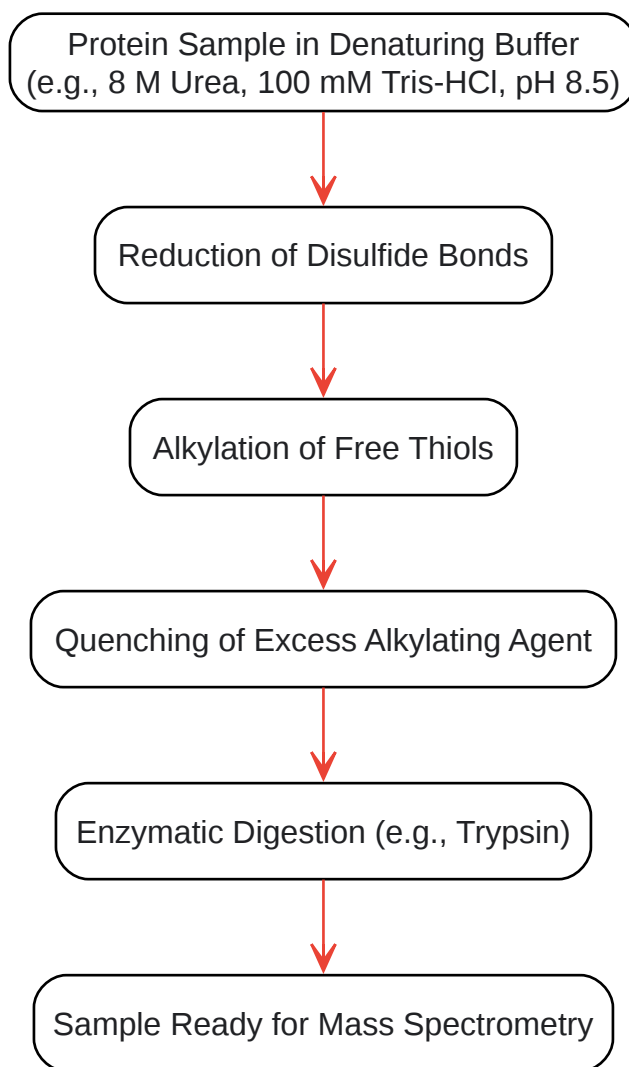 Protein Sample in Denaturing Buffer
(e.g., 8 M Urea, 100 mM Tris-HCl, pH 8.5)
Reduction of Disulfide Bonds
Alkylation of Free Thiols
Quenching of Excess Alkylating Agent
Enzymatic Digestion (e.g., Trypsin)
Sample Ready for Mass Spectrometry